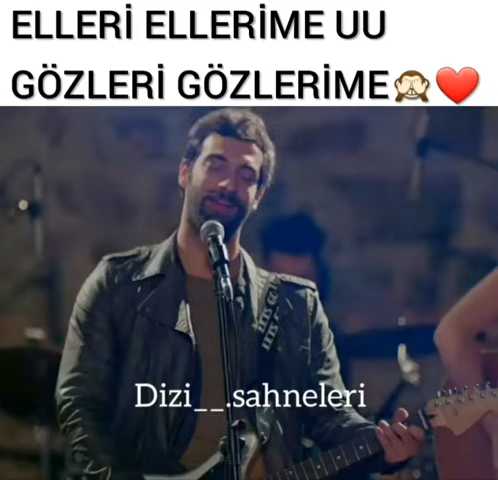 ELLERİ ELLERİME UU
GÖZLERİ GÖZLERİME🙈❤️
Dizi__.sahneleri